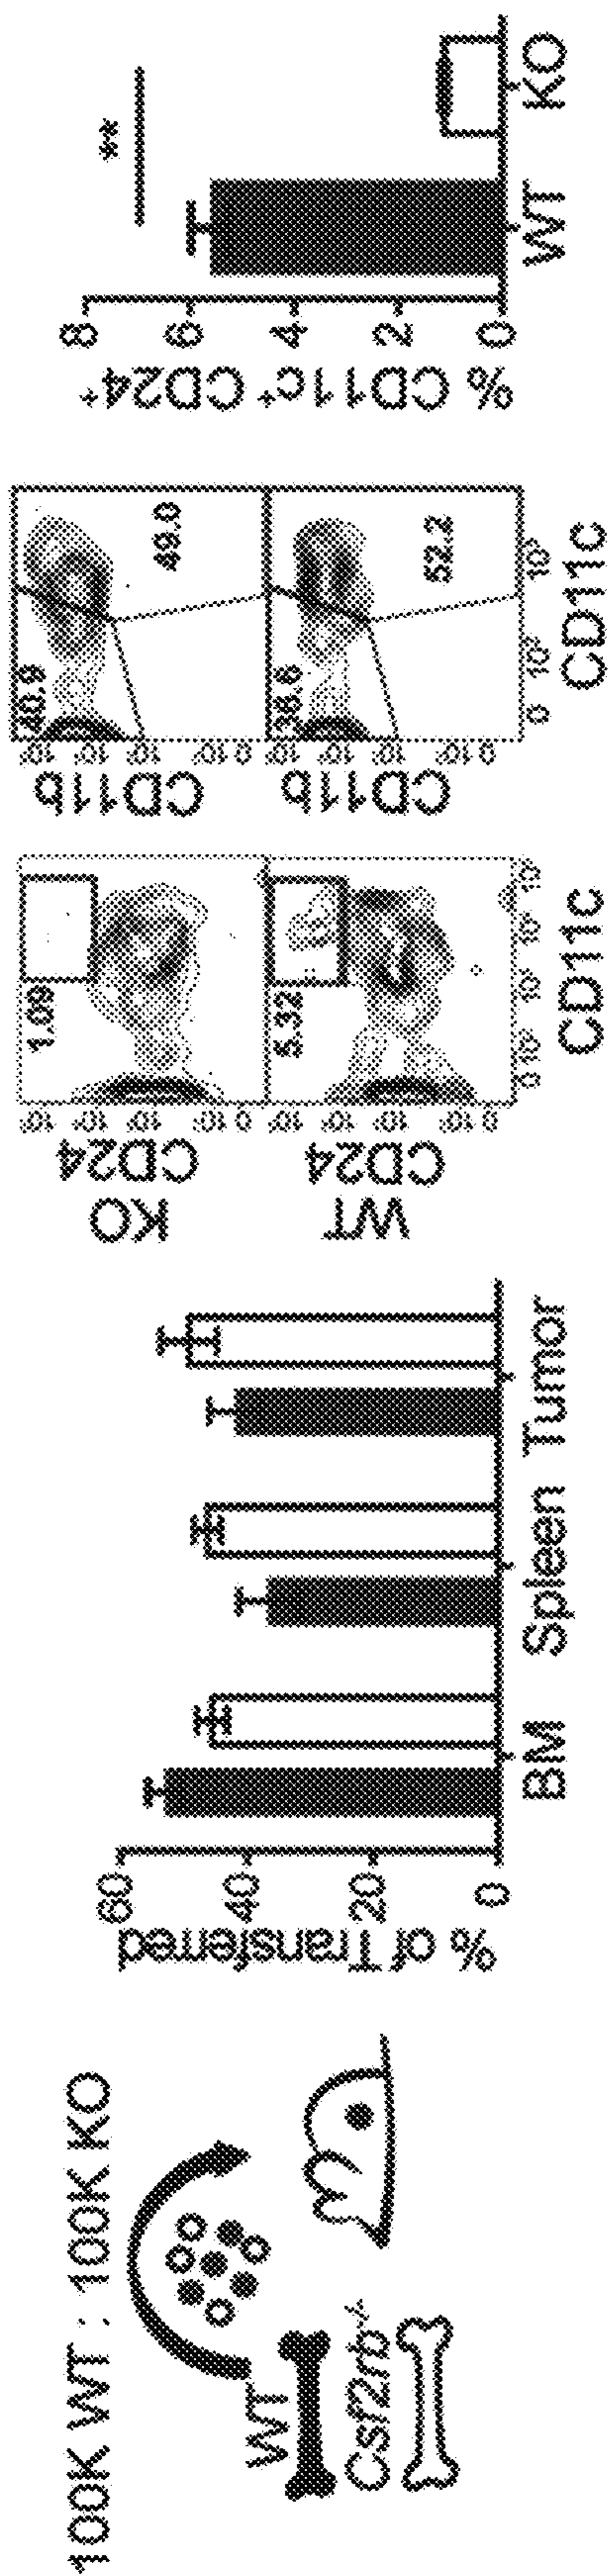 100K WT : 100K KO
WT
Csf2rb-/-
% of Transferred
60
40
20
0
BM
Spleen
Tumor
KO
CD24
1.09
WT
CD24
5.32
CD11c
CD11b
40.9
49.0
CD11b
38.6
52.2
0
CD11c
% CD11c+ CD24+
8
6
4
2
0
**
WT
KO